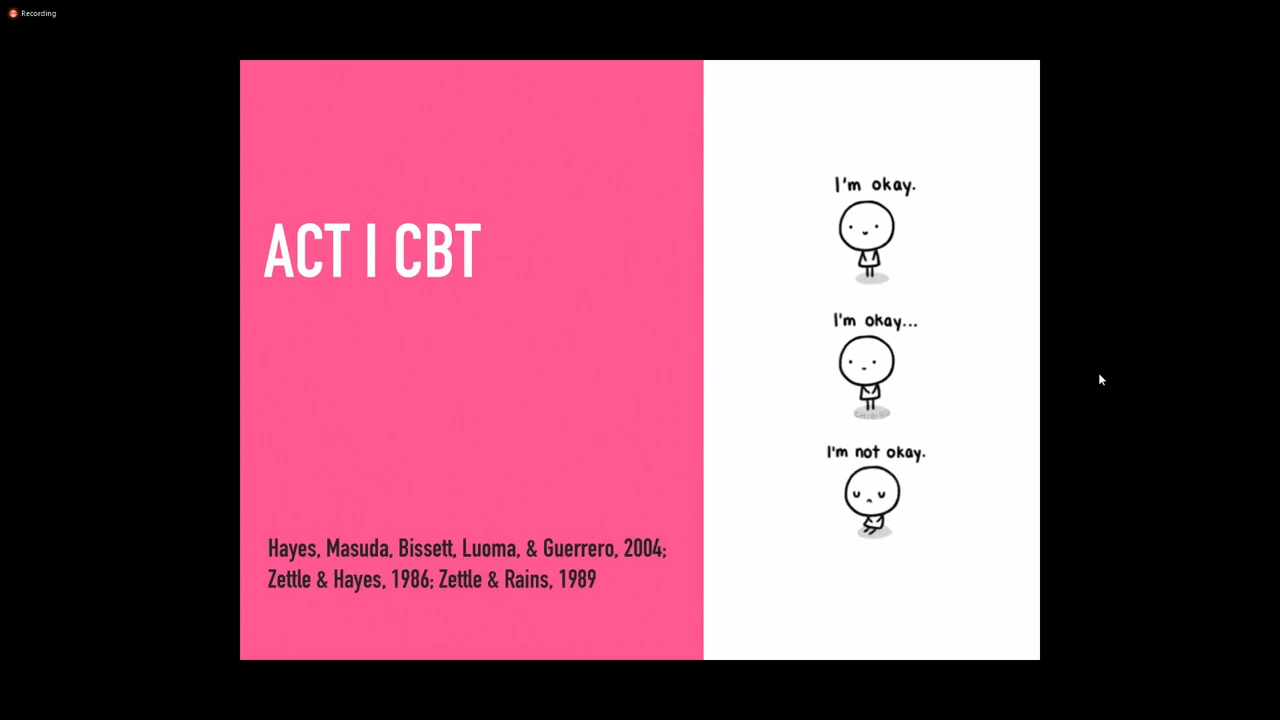 Recording
ACT I CBT
Hayes, Masuda, Bissett, Luoma, & Guerrero, 2004;
Zettle & Hayes, 1986; Zettle & Rains, 1989
I'm okay.
I'm okay...
I'm not okay.